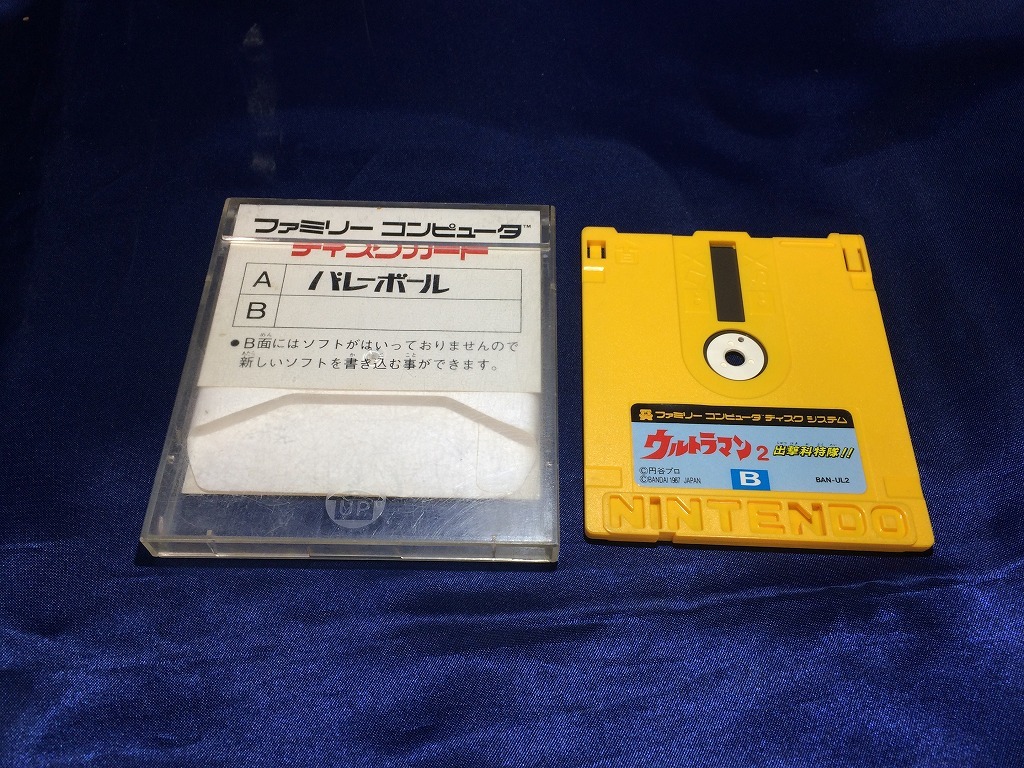 ファミリー コンピュータ™
ディスクカード
A バレーボール
B
●B面にはソフトがはいっておりませんので
新しいソフトを書き込む事ができます。
UP
ファミリー コンピュータ ディスク システム
ウルトラマン2 出撃科特隊!!
©円谷プロ
©BANDAI 1987 JAPAN
B
BAN-UL2
NINTENDO